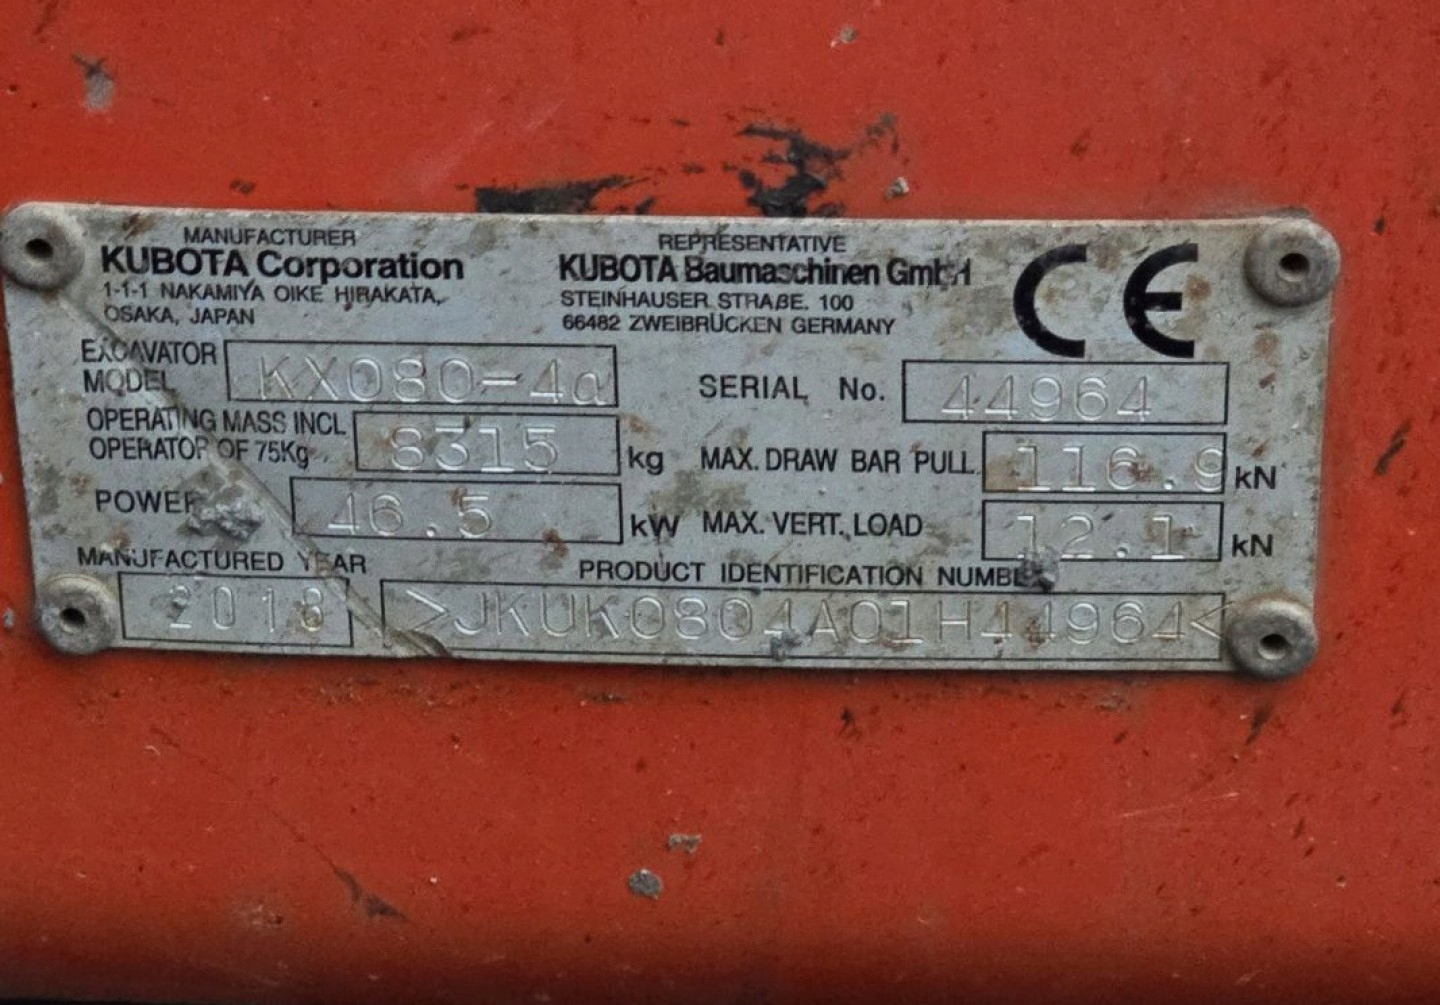 MANUFACTURER
KUBOTA Corporation
1-1-1 NAKAMIYA OIKE HIRAKATA,
OSAKA, JAPAN
REPRESENTATIVE
KUBOTA Baumaschinen GmbH
STEINHAUSER STRAßE. 100
66482 ZWEIBRÜCKEN GERMANY
CE
EXCAVATOR MODEL KX080-4α
SERIAL No. 44964
OPERATING MASS INCL
OPERATOR OF 75Kg 8315 kg
MAX. DRAW BAR PULL 116.9 kN
POWER 46.5 kW
MAX. VERT. LOAD 12.1 kN
MANUFACTURED YEAR
2018
PRODUCT IDENTIFICATION NUMBER
>JKUK0804A01H44964<